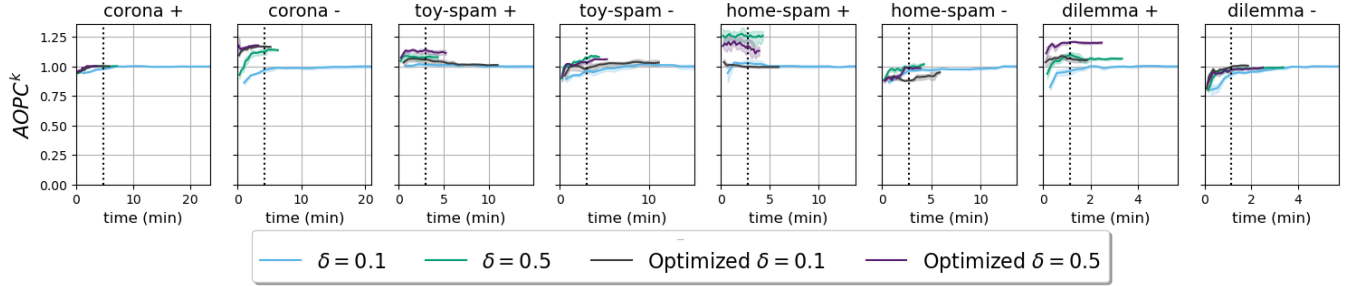 corona + corona - toy-spam + toy-spam - home-spam + home-spam - dilemma + dilemma -
AOPC^k
1.25
1.00
0.75
0.50
0.25
0.00
0 10 20 0 10 20 0 5 10 0 5 10 0 5 10 0 5 10 0 2 4 0 2 4
time (min) time (min) time (min) time (min) time (min) time (min) time (min) time (min)
δ = 0.1 δ = 0.5 Optimized δ = 0.1 Optimized δ = 0.5